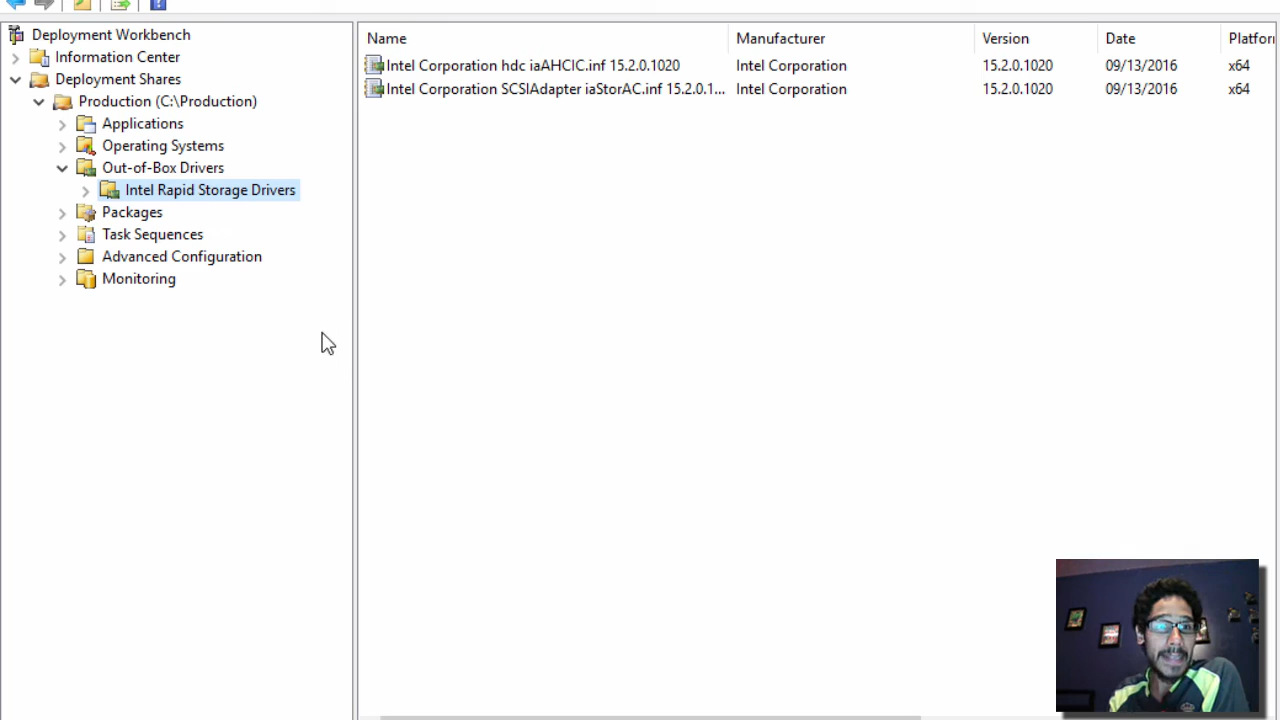 Deployment Workbench
Information Center
Deployment Shares
Production (C:\Production)
Applications
Operating Systems
Out-of-Box Drivers
Intel Rapid Storage Drivers
Packages
Task Sequences
Advanced Configuration
Monitoring
Name Manufacturer Version Date Platfor
Intel Corporation hdc iaAHCIC.inf 15.2.0.1020 Intel Corporation 15.2.0.1020 09/13/2016 x64
Intel Corporation SCSIAdapter iaStorAC.inf 15.2.0.1... Intel Corporation 15.2.0.1020 09/13/2016 x64